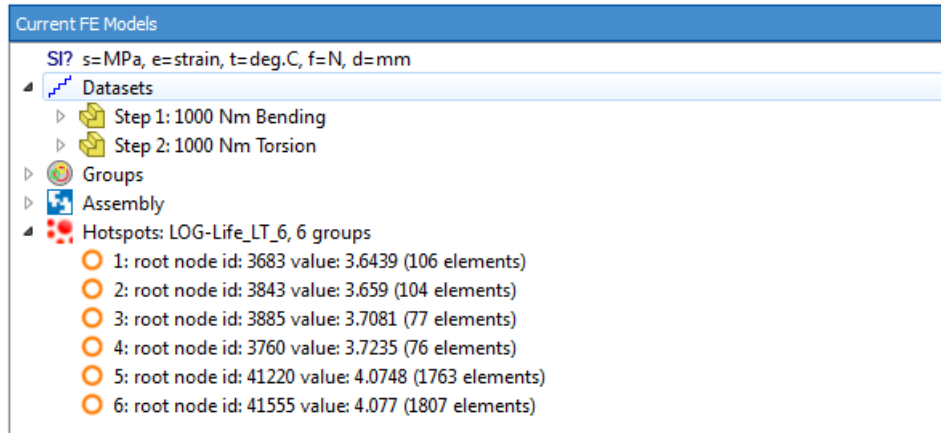 Current FE Models
SI? s=MPa, e=strain, t=deg.C, f=N, d=mm
Datasets
Step 1: 1000 Nm Bending
Step 2: 1000 Nm Torsion
Groups
Assembly
Hotspots: LOG-Life_LT_6, 6 groups
1: root node id: 3683 value: 3.6439 (106 elements)
2: root node id: 3843 value: 3.659 (104 elements)
3: root node id: 3885 value: 3.7081 (77 elements)
4: root node id: 3760 value: 3.7235 (76 elements)
5: root node id: 41220 value: 4.0748 (1763 elements)
6: root node id: 41555 value: 4.077 (1807 elements)